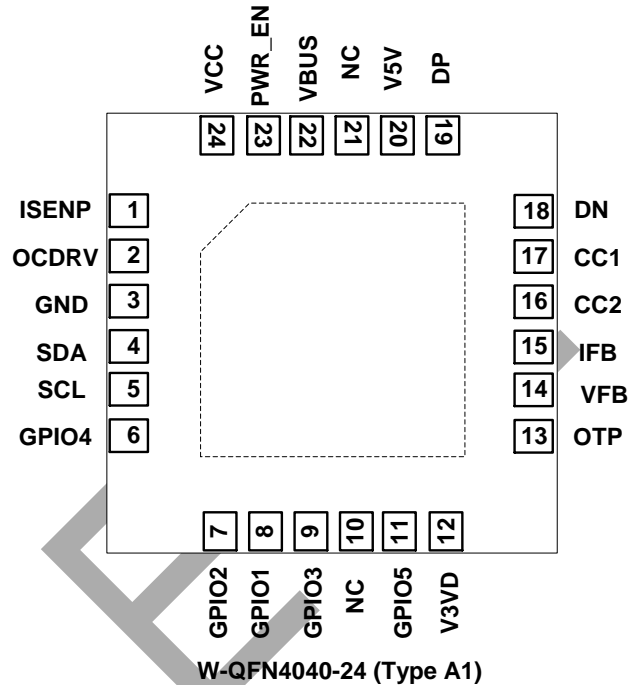 VCC PWR_EN VBUS NC V5V DP
24 23 22 21 20 19
ISENP 1 18 DN
OCDRV 2 17 CC1
GND 3 16 CC2
SDA 4 15 IFB
SCL 5 14 VFB
GPIO4 6 13 OTP
7 8 9 10 11 12
GPIO2 GPIO1 GPIO3 NC GPIO5 V3VD
W-QFN4040-24 (Type A1)